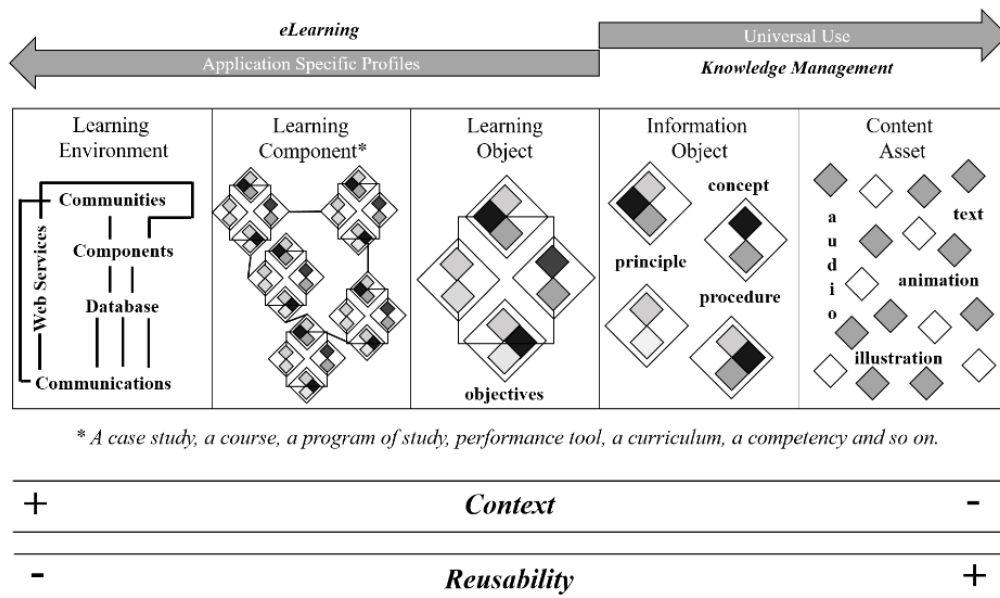 eLearning
Universal Use
Application Specific Profiles
Knowledge Management
Learning
Environment
Communities
Components
Database
Communications
Web Services
Learning
Component*
Learning
Object
objectives
Information
Object
concept
principle
procedure
Content
Asset
audio
text
animation
illustration
* A case study, a course, a program of study, performance tool, a curriculum, a competency and so on.
+ Context -
- Reusability +